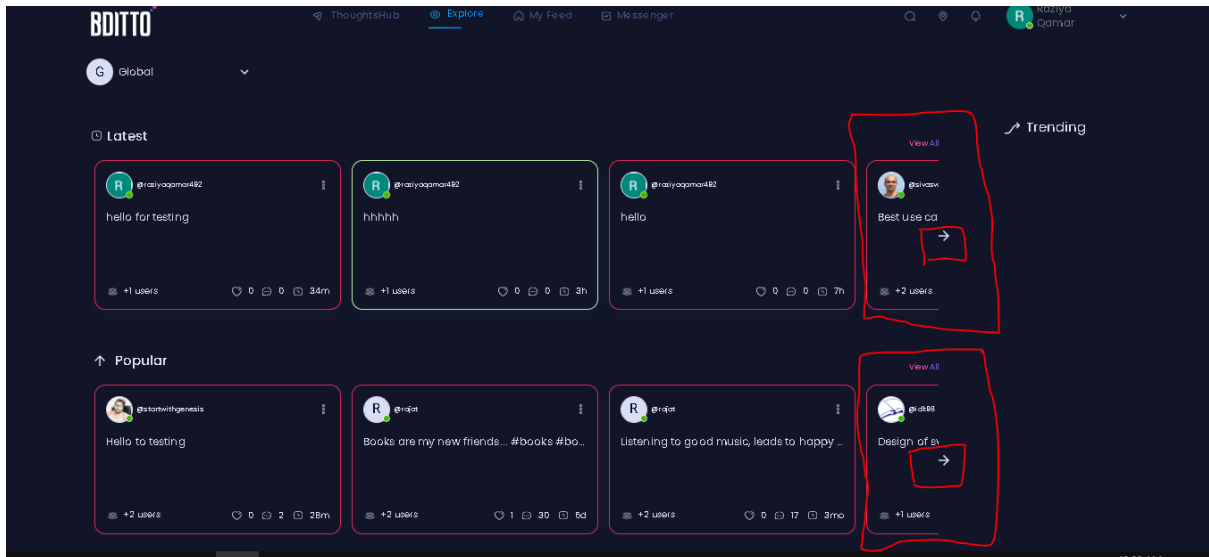 BDITTO
ThoughtsHub Explore My Feed Messenger
R Raziya Qamar
G Global
Latest
View All
Trending
R @raziyaqamar482
hello for testing
+1 users 0 0 34m
R @raziyaqamar482
hhhhh
+1 users 0 0 3h
R @raziyaqamar482
hello
+1 users 0 0 7h
Best use ca
+2 users
Popular
View All
@startwithgenesis
Hello to testing
+2 users 0 2 28m
R @rajat
Books are my new friends... #books #bo...
+2 users 1 30 5d
R @rajat
Listening to good music, leads to happy ...
+2 users 0 17 3mo
Design of
+1 users